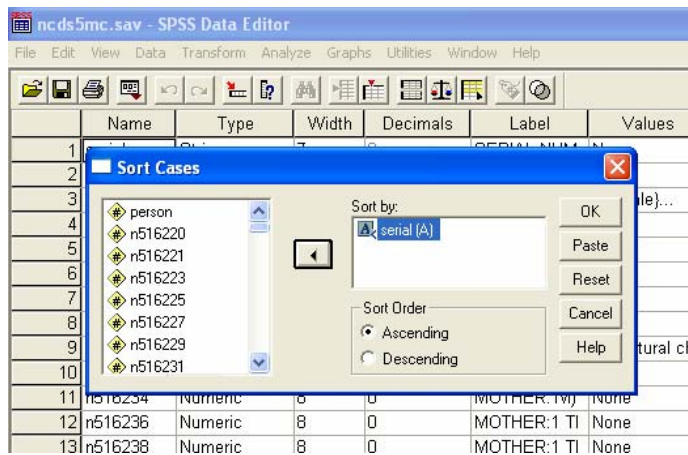 ncds5mc.sav - SPSS Data Editor
File Edit View Data Transform Analyze Graphs Utilities Window Help
Name Type Width Decimals Label Values
1
2
3
4
5
6
7
8
9
10
Sort Cases
person
n516220
n516221
n516223
n516225
n516227
n516229
n516231
Sort by:
serial (A)
Sort Order
Ascending
Descending
OK
Paste
Reset
Cancel
Help
11 n516234 Numeric 8 0 MOTHER:1M) None
12 n516236 Numeric 8 0 MOTHER:1 TI None
13 n516238 Numeric 8 0 MOTHER:1 TI None